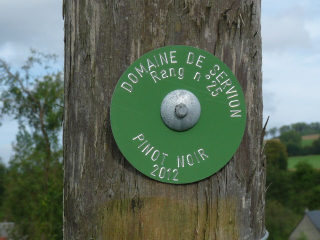 DOMAINE DE SERVION
Rang n° 25
PINOT NOIR
2012